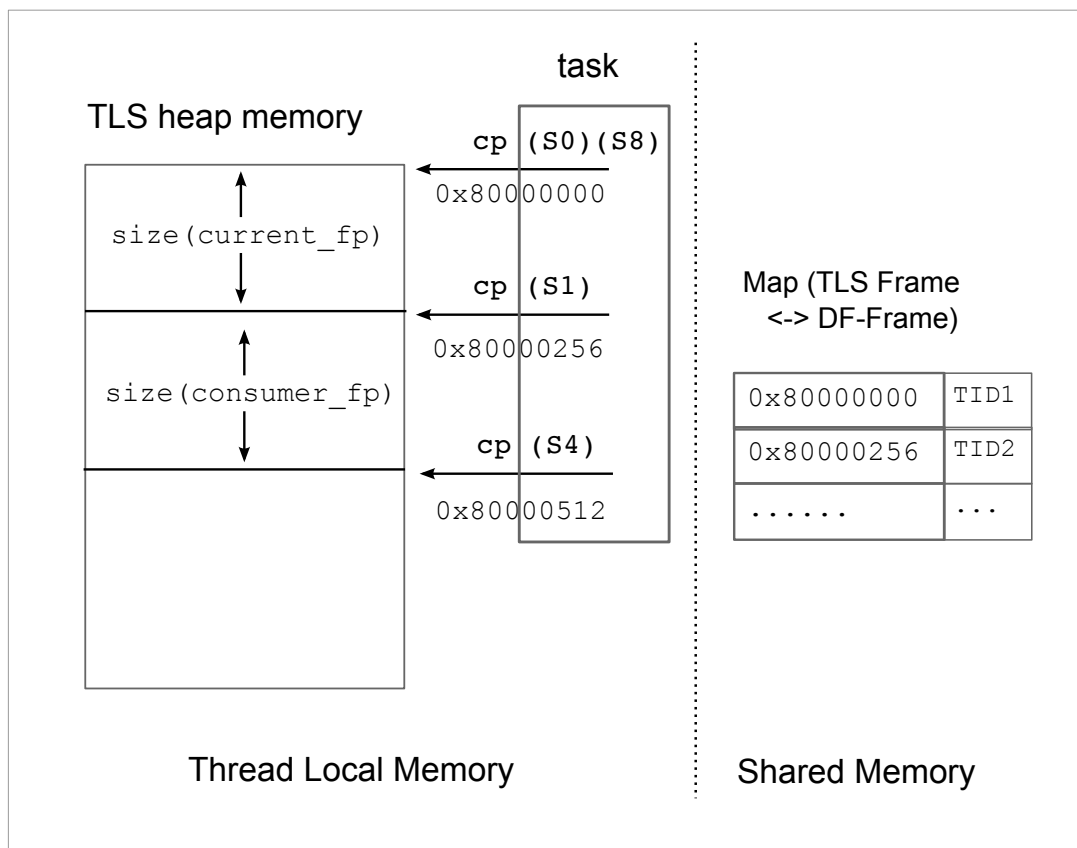 task
TLS heap memory
cp (S0)(S8)
0x80000000
size(current_fp)
cp (S1)
0x80000256
size(consumer_fp)
cp (S4)
0x80000512
Map (TLS Frame
<-> DF-Frame)
0x80000000 TID1
0x80000256 TID2
...... ...
Thread Local Memory
Shared Memory